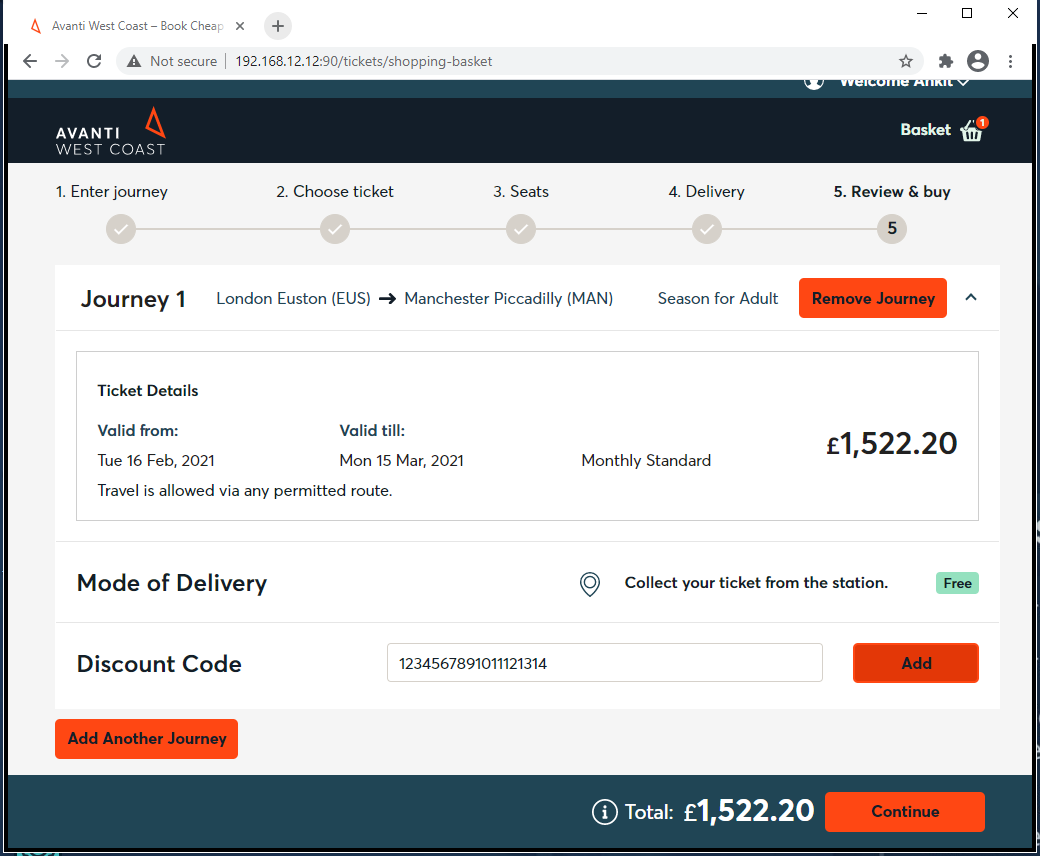 Avanti West Coast – Book Cheap
Not secure
192.168.12.12:90/tickets/shopping-basket
Welcome Ankit
AVANTI
WEST COAST
Basket
1
1. Enter journey
2. Choose ticket
3. Seats
4. Delivery
5. Review & buy
5
Journey 1
London Euston (EUS) → Manchester Piccadilly (MAN)
Season for Adult
Remove Journey
Ticket Details
Valid from:
Valid till:
£1,522.20
Tue 16 Feb, 2021
Mon 15 Mar, 2021
Monthly Standard
Travel is allowed via any permitted route.
Mode of Delivery
Collect your ticket from the station.
Free
Discount Code
1234567891011121314
Add
Add Another Journey
Total: £1,522.20
Continue